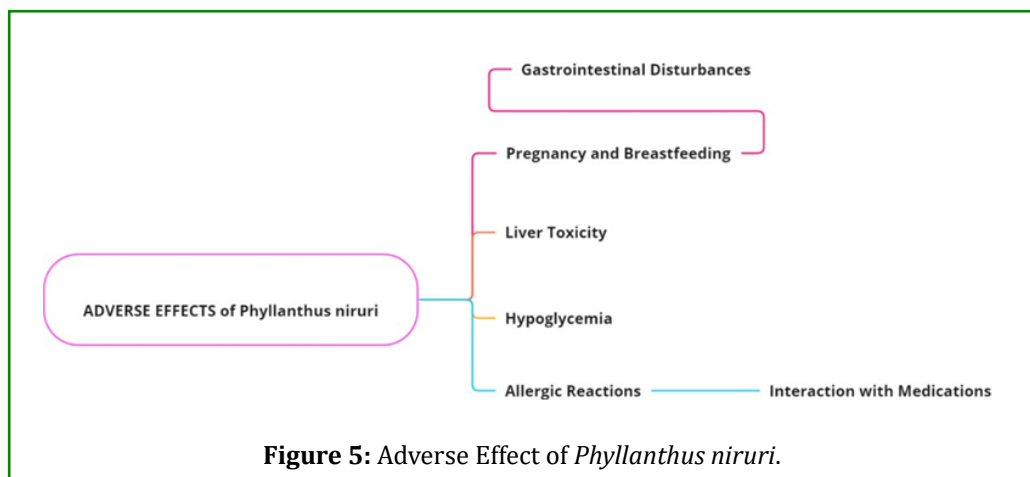 Gastrointestinal Disturbances
Pregnancy and Breastfeeding
Liver Toxicity
ADVERSE EFFECTS of Phyllanthus niruri
Hypoglycemia
Allergic Reactions
Interaction with Medications
Figure 5: Adverse Effect of Phyllanthus niruri.